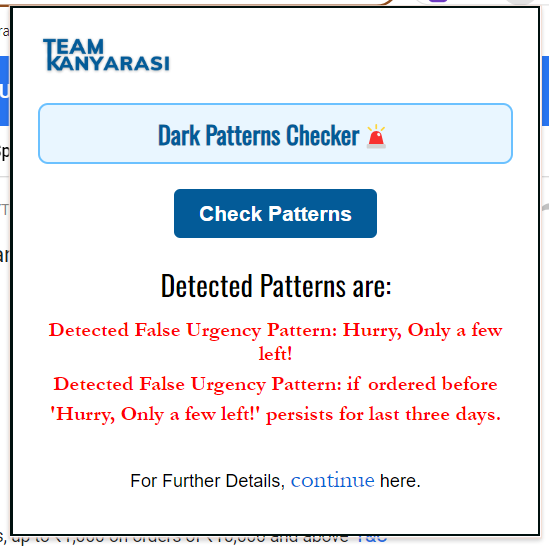 TEAM
KANYARASI
Dark Patterns Checker
Check Patterns
Detected Patterns are:
Detected False Urgency Pattern: Hurry, Only a few
left!
Detected False Urgency Pattern: if ordered before
'Hurry, Only a few left!' persists for last three days.
For Further Details, continue here.